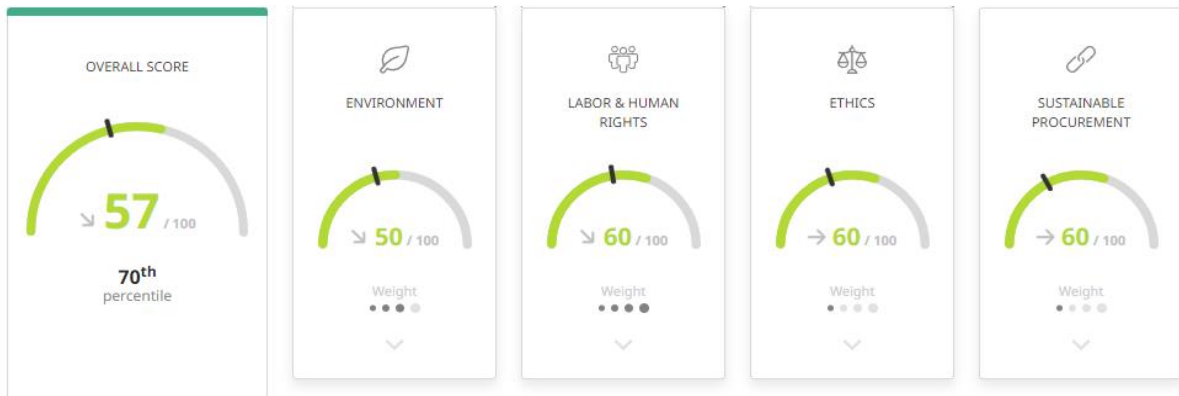 OVERALL SCORE
57 / 100
70th
percentile
ENVIRONMENT
50 / 100
Weight
LABOR & HUMAN
RIGHTS
60 / 100
Weight
ETHICS
60 / 100
Weight
SUSTAINABLE
PROCUREMENT
60 / 100
Weight